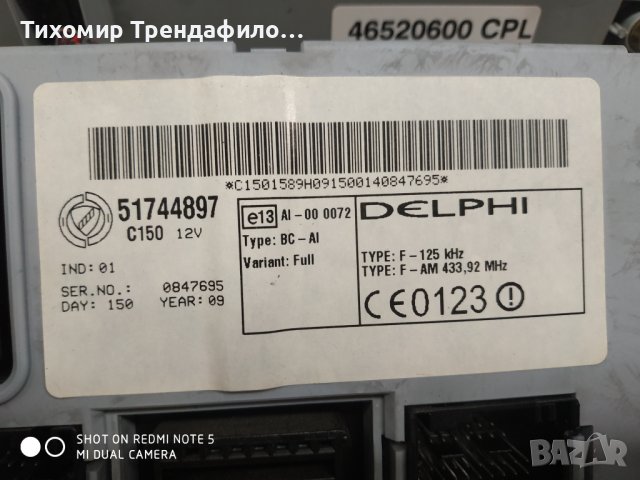 Тихомир Трендафило...
46520600 CPL
*C1501589H091500140847695*
51744897
C150 12V
IND: 01
SER.NO.: 0847695
DAY: 150 YEAR: 09
e13 AI-00 0072
Type: BC-AI
Variant: Full
DELPHI
TYPE: F - 125 kHz
TYPE: F - AM 433,92 MHz
CE0123
SHOT ON REDMI NOTE 5
MI DUAL CAMERA
BAZAR